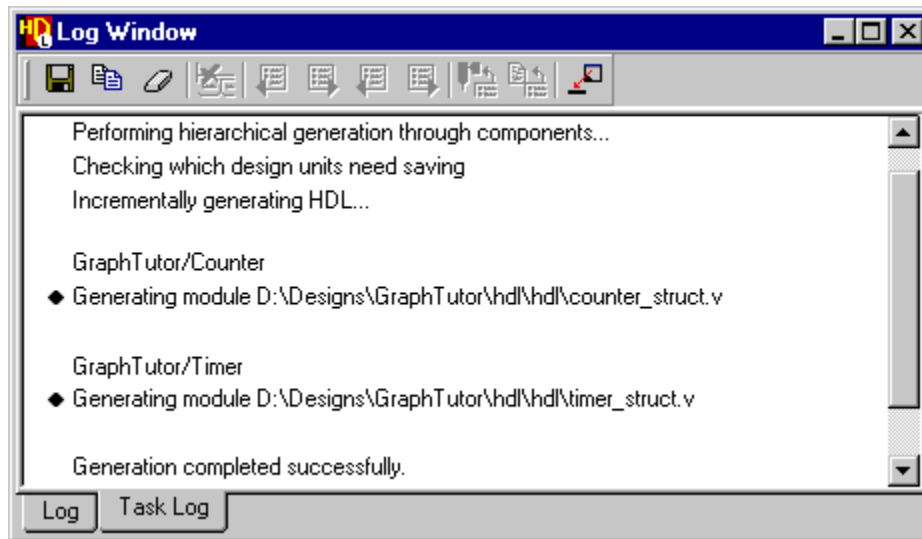 HDL Log Window
Performing hierarchical generation through components...
Checking which design units need saving
Incrementally generating HDL...
GraphTutor/Counter
Generating module D:\Designs\GraphTutor\hdl\hdl\counter_struct.v
GraphTutor/Timer
Generating module D:\Designs\GraphTutor\hdl\hdl\timer_struct.v
Generation completed successfully.
Log Task Log